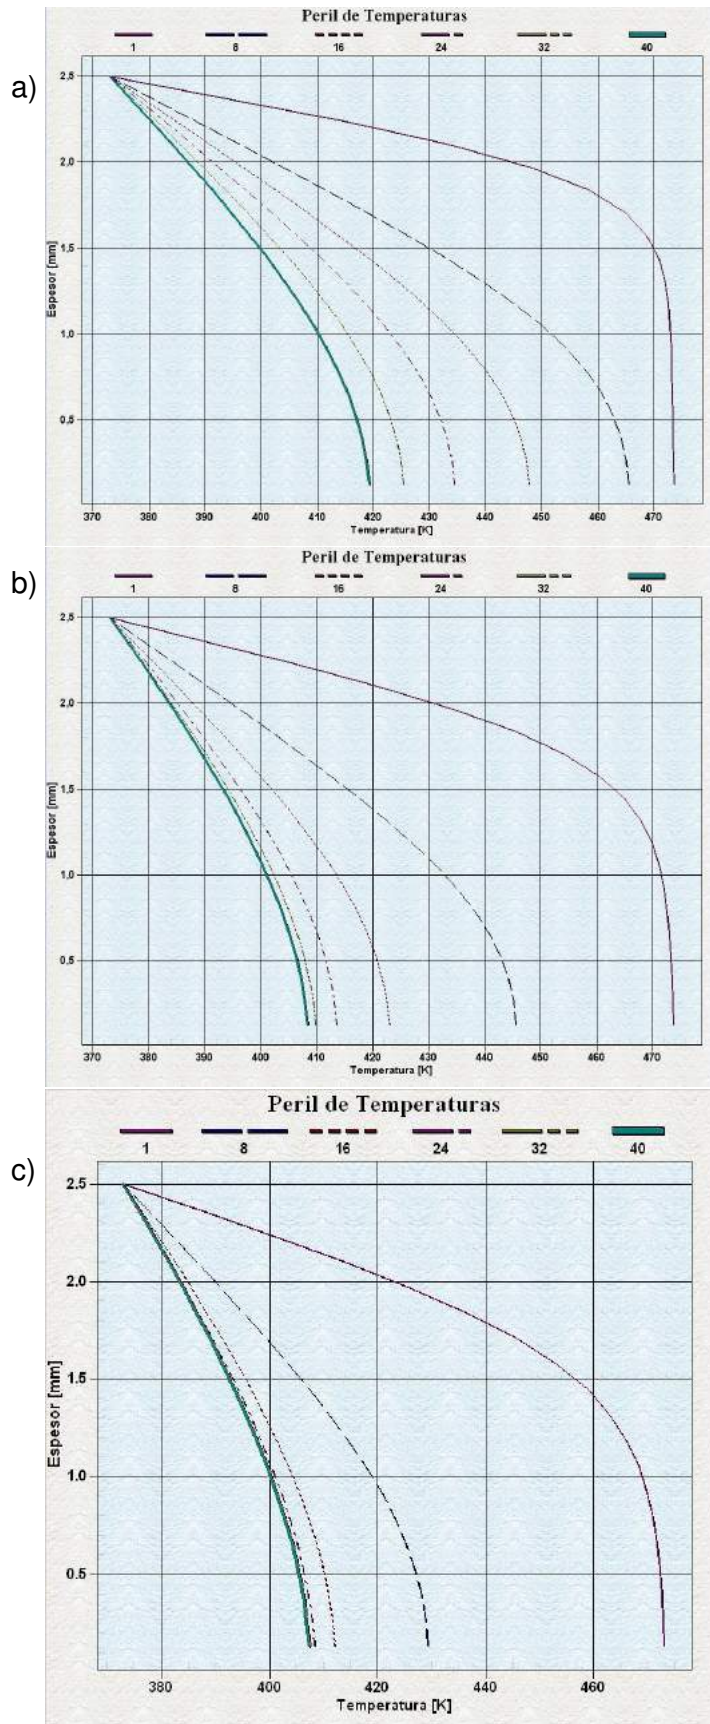 Peril de Temperaturas
1 8 16 24 32 40
a)
2,5
2,0
1,5
1,0
0,5
Espesor [mm]
370 380 390 400 410 420 430 440 450 460 470
Temperatura [K]
Peril de Temperaturas
1 8 16 24 32 40
b)
2,5
2,0
1,5
1,0
0,5
Espesor [mm]
370 380 390 400 410 420 430 440 450 460 470
Temperatura [K]
Peril de Temperaturas
1 8 16 24 32 40
c)
2.5
2.0
1.5
1.0
0.5
Espesor [mm]
380 400 420 440 460
Temperatura [K]